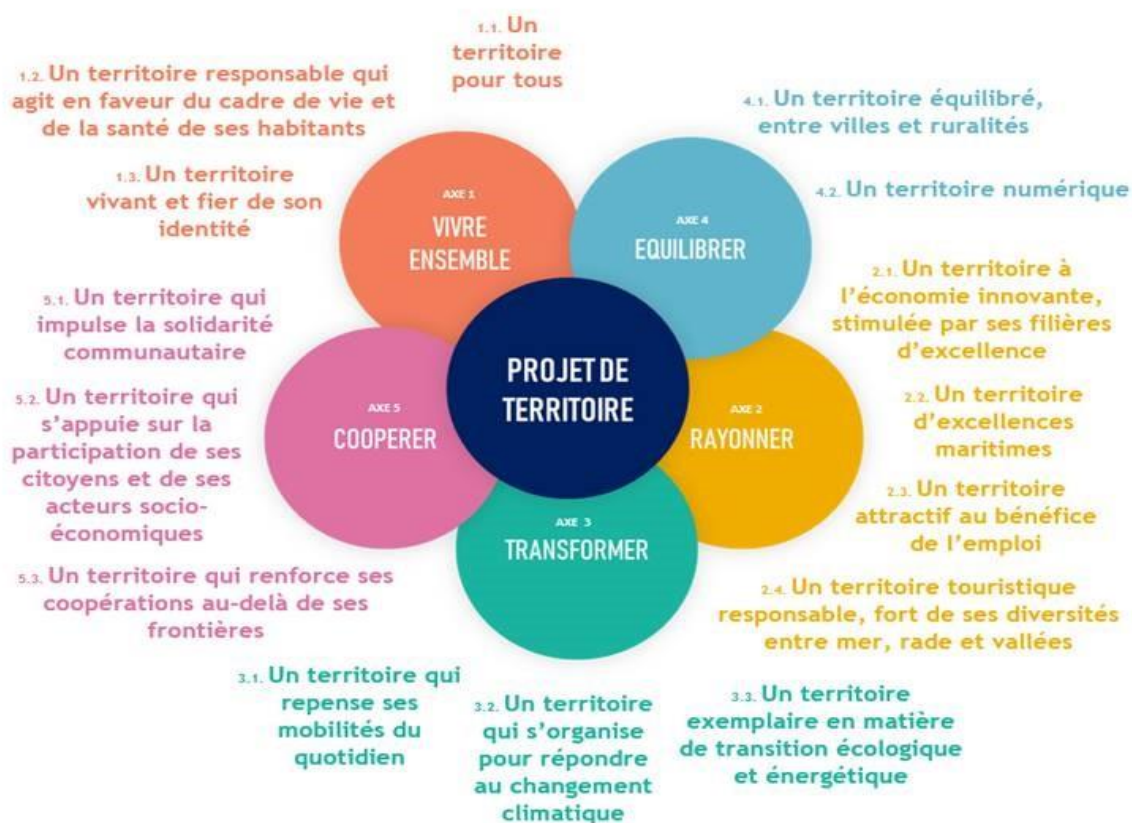 1.1. Un
territoire
pour tous
1.2. Un territoire responsable qui
agit en faveur du cadre de vie et
de la santé de ses habitants
1.3. Un territoire
vivant et fier de son
identité
AXE 1
VIVRE
ENSEMBLE
4.1. Un territoire équilibré,
entre villes et ruralités
4.2. Un territoire numérique
AXE 4
EQUILIBRER
2.1. Un territoire à
l'économie innovante,
stimulée par ses filières
d'excellence
2.2. Un territoire
d'excellences
maritimes
2.3. Un territoire
attractif au bénéfice
de l'emploi
2.4. Un territoire touristique
responsable, fort de ses diversités
entre mer, rade et vallées
AXE 2
RAYONNER
PROJET DE
TERRITOIRE
5.1. Un territoire qui
impulse la solidarité
communautaire
5.2. Un territoire qui
s'appuie sur la
participation de ses
citoyens et de ses
acteurs socio-
économiques
5.3. Un territoire qui renforce ses
coopérations au-delà de ses
frontières
AXE 5
COOPERER
AXE 3
TRANSFORMER
3.1. Un territoire qui
repense ses
mobilités du
quotidien
3.2. Un territoire
qui s'organise
pour répondre
au changement
climatique
3.3. Un territoire
exemplaire en matière
de transition écologique
et énergétique